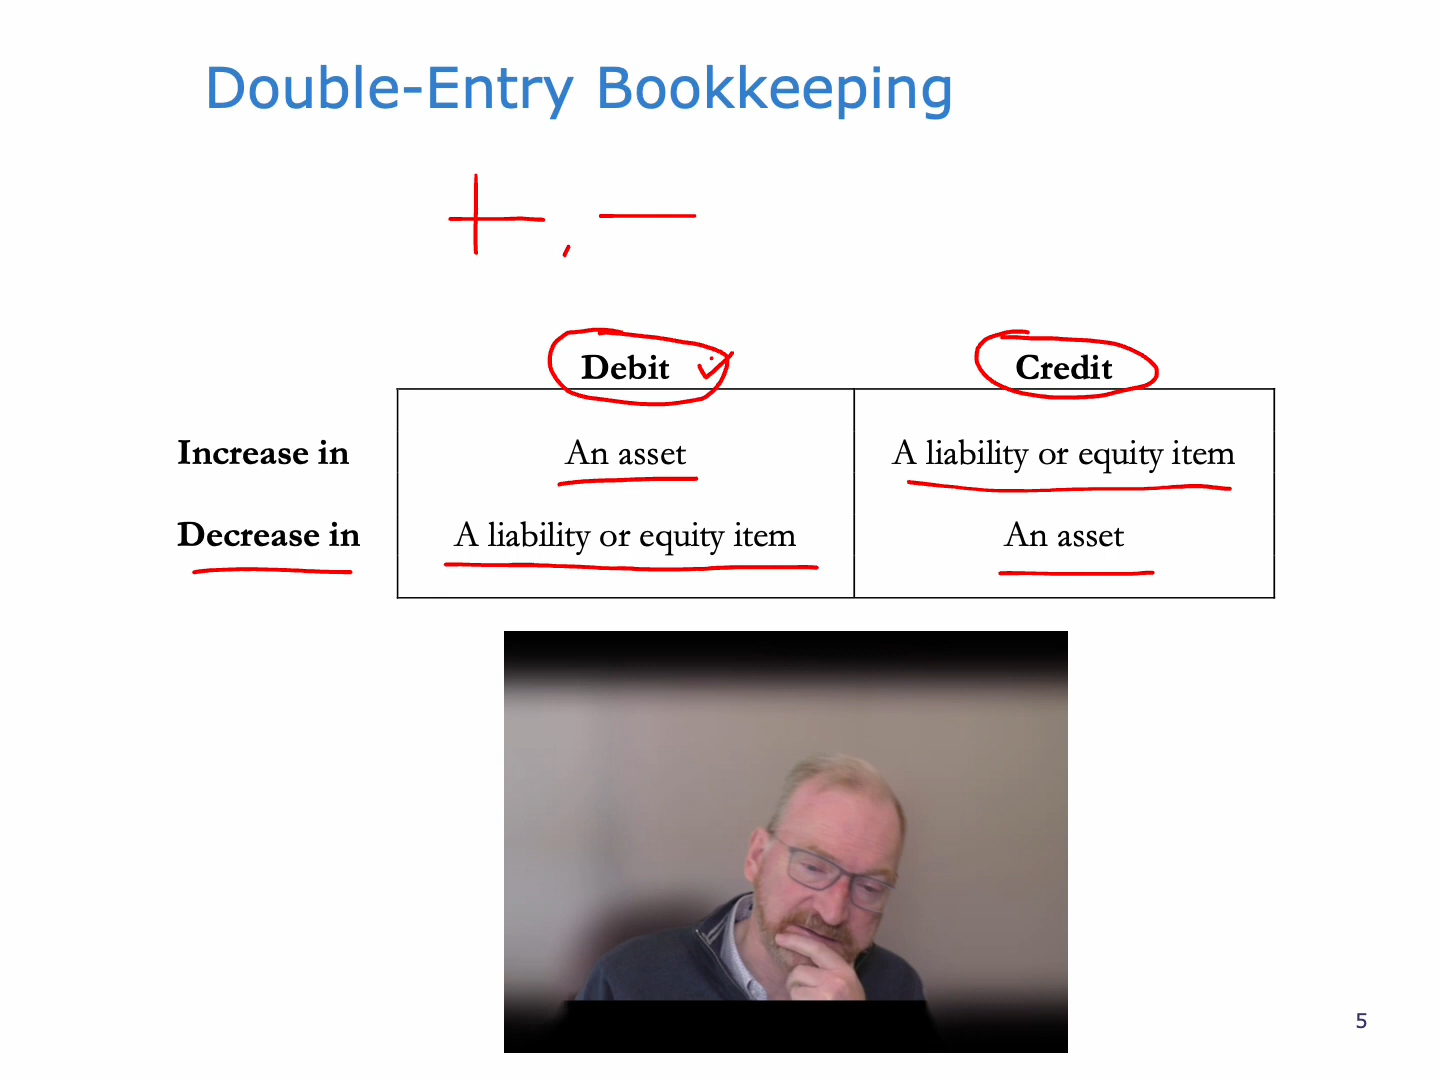 Double-Entry Bookkeeping
+, —
Debit ✓ Credit
Increase in An asset A liability or equity item
Decrease in A liability or equity item An asset
5